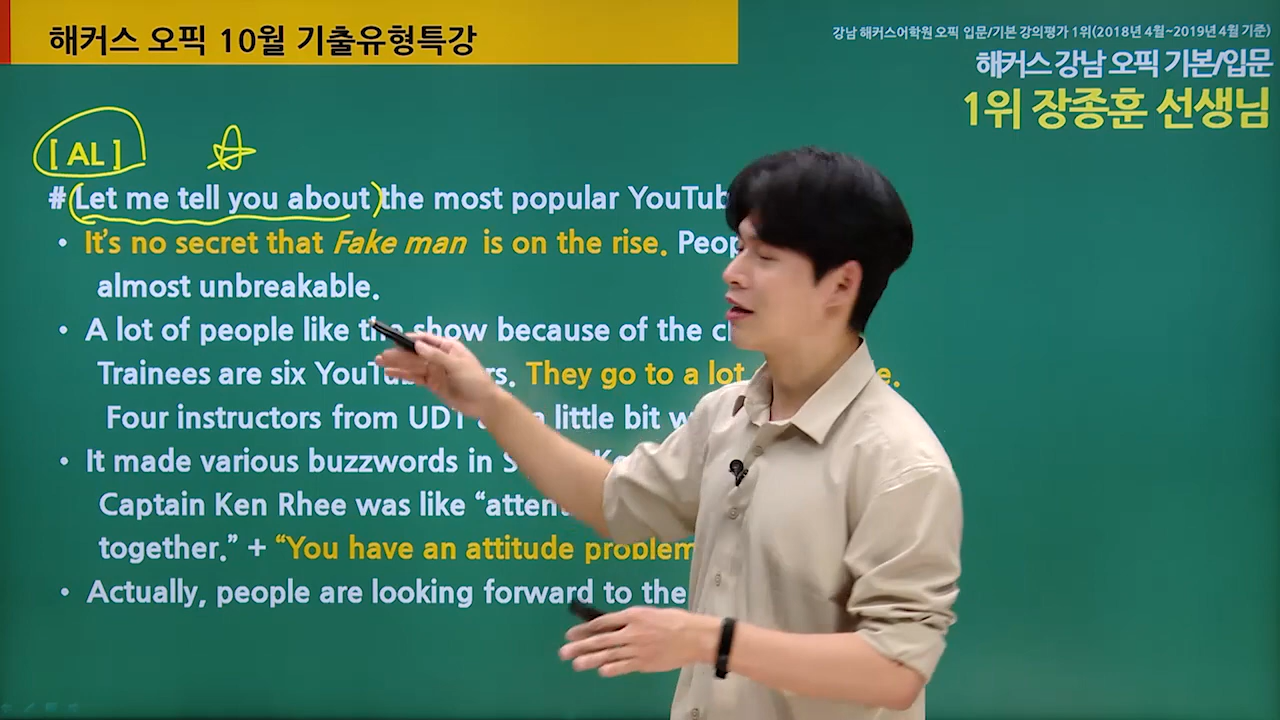 해커스 오픽 10월 기출유형특강
강남 해커스어학원 오픽 입문/기본 강의평가 1위(2018년 4월~2019년 4월 기준)
해커스 강남 오픽 기본/입문
1위 장종훈 선생님
[ AL ]
# Let me tell you about the most popular
• It's no secret that Fake man is on the rise.
almost unbreakable.
• A lot of people like the show because of the
Trainees are six They go to a lot
Four instructors from UDT a little bit
• It made various buzzwords in
Captain Ken Rhee was like
together." + "You have an attitude problem
• Actually, people are looking forward to the